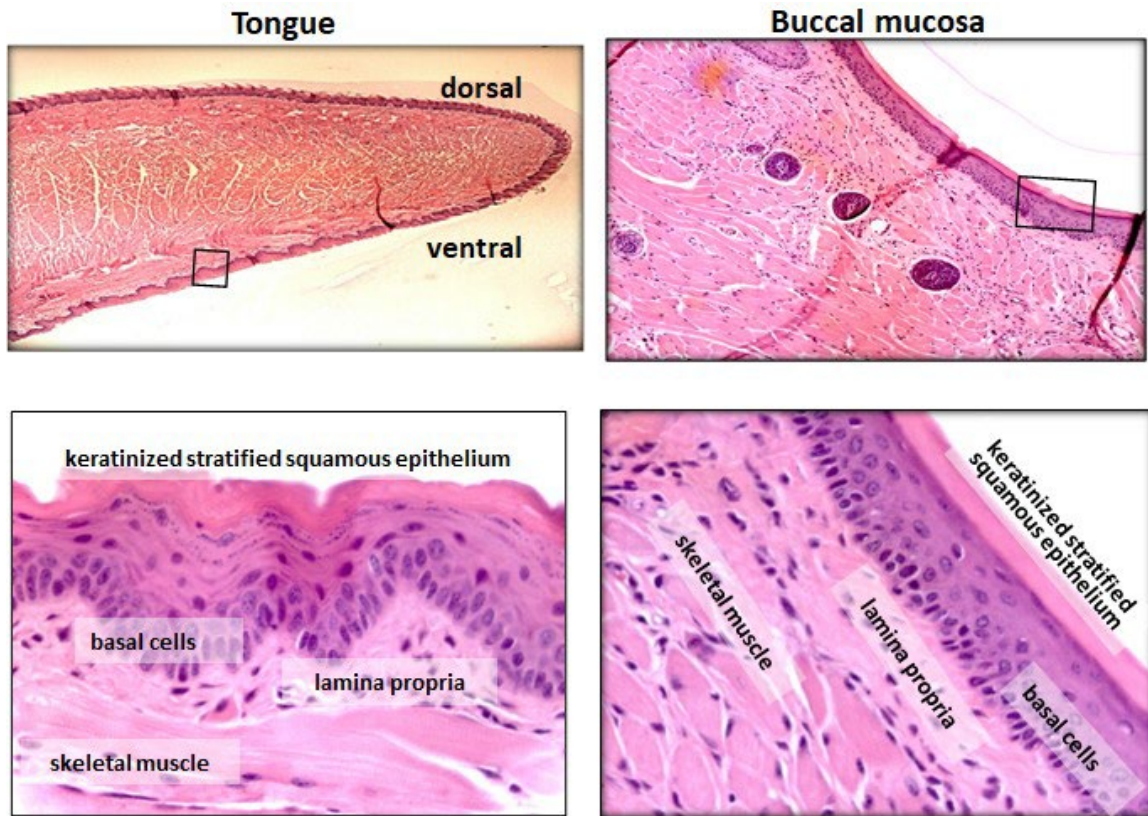 Tongue
Buccal mucosa
dorsal
ventral
keratinized stratified squamous epithelium
basal cells
lamina propria
skeletal muscle
keratinized stratified
squamous epithelium
skeletal muscle
lamina propria
basal cells